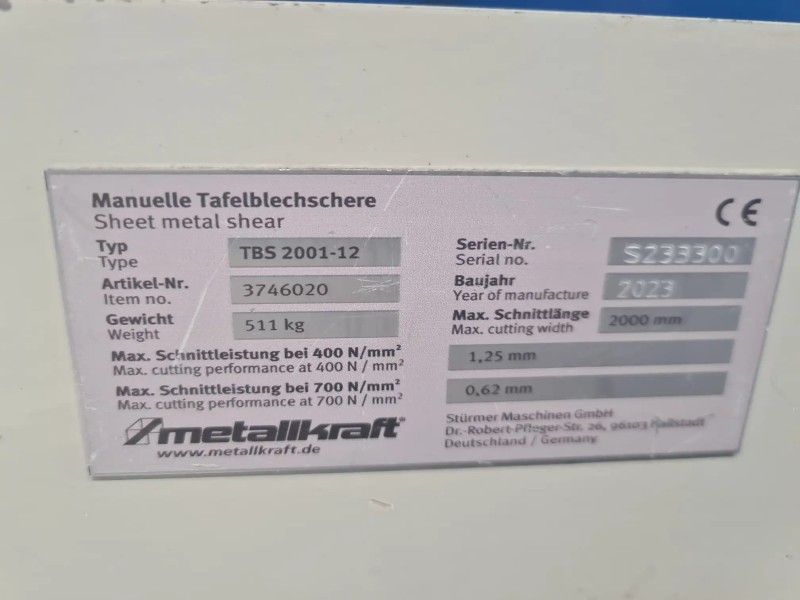 Manuelle Tafelblechschere
Sheet metal shear
CE
Typ
Type
TBS 2001-12
Artikel-Nr.
Item no.
3746020
Gewicht
Weight
511 kg
Serien-Nr.
Serial no.
S233300
Baujahr
Year of manufacture
2023
Max. Schnittlänge
Max. cutting width
2000 mm
Max. Schnittleistung bei 400 N/mm²
Max. cutting performance at 400 N / mm²
1,25 mm
Max. Schnittleistung bei 700 N/mm²
Max. cutting performance at 700 N / mm²
0,62 mm
metallkraft®
www.metallkraft.de
Stürmer Maschinen GmbH
Dr.-Robert-Pfleger-Str. 26, 96103 Hallstadt
Deutschland / Germany